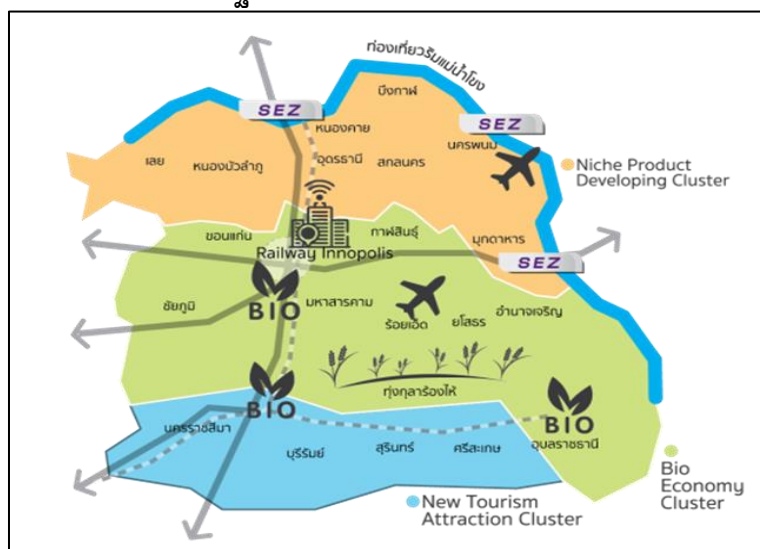 ท่องเที่ยวริมแม่น้ำโขง
บึงกาฬ
SEZ
SEZ
หนองคาย
นครพนม
เลย
หนองบัวลำภู
อุดรธานี
สกลนคร
Niche Product
Developing Cluster
ขอนแก่น
กาฬสินธุ์
มุกดาหาร
Railway Innopolis
SEZ
ชัยภูมิ
BIO
มหาสารคาม
ร้อยเอ็ด
ยโสธร
อำนาจเจริญ
ทุ่งกุลาร้องไห้
BIO
BIO
นครราชสีมา
บุรีรัมย์
สุรินทร์
ศรีสะเกษ
อุบลราชธานี
Bio
Economy
Cluster
New Tourism
Attraction Cluster